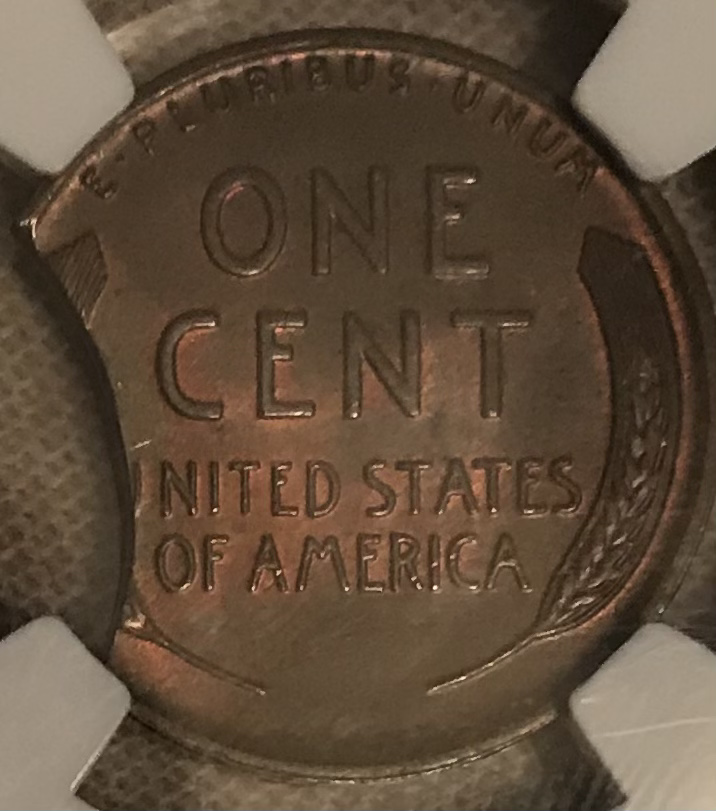 E·PLURIBUS·UNUM
ONE
CENT
UNITED STATES
OF AMERICA